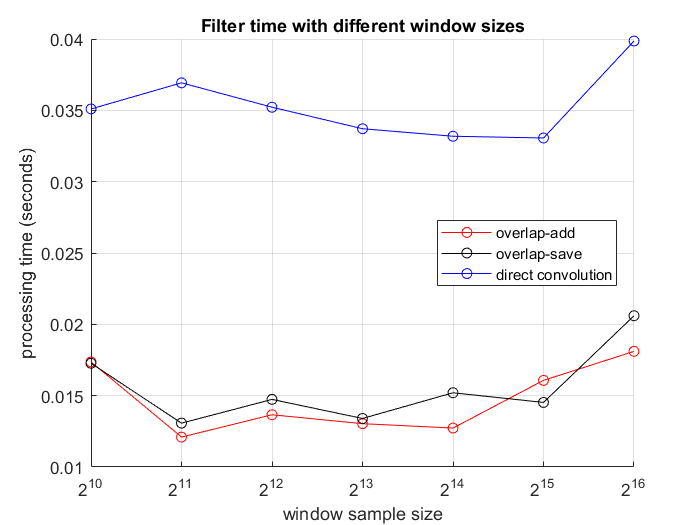 Filter time with different window sizes
0.04
0.035
0.03
0.025
0.02
0.015
0.01
processing time (seconds)
overlap-add
overlap-save
direct convolution
2^10 2^11 2^12 2^13 2^14 2^15 2^16
window sample size